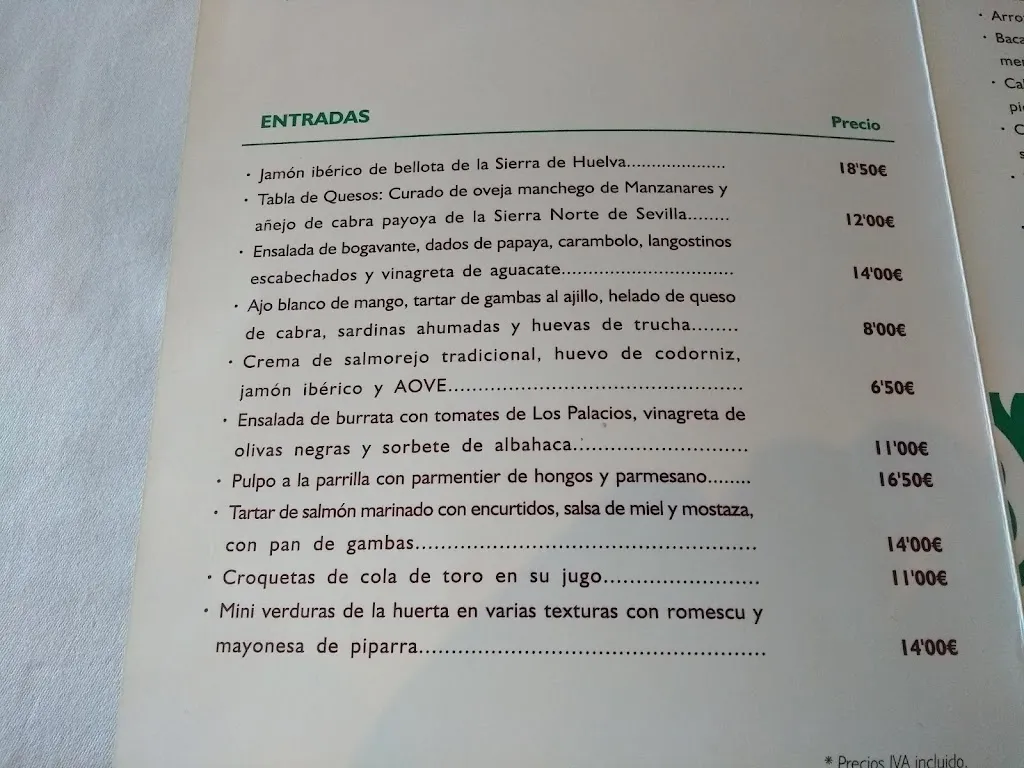 ENTRADAS
Precio
· Jamón ibérico de bellota de la Sierra de Huelva.................... 18'50€
· Tabla de Quesos: Curado de oveja manchego de Manzanares y
añejo de cabra payoya de la Sierra Norte de Sevilla........ 12'00€
· Ensalada de bogavante, dados de papaya, carambolo, langostinos
escabechados y vinagreta de aguacate.................................. 14'00€
· Ajo blanco de mango, tartar de gambas al ajillo, helado de queso
de cabra, sardinas ahumadas y huevas de trucha........ 8'00€
· Crema de salmorejo tradicional, huevo de codorniz,
jamón ibérico y AOVE............................................ 6'50€
· Ensalada de burrata con tomates de Los Palacios, vinagreta de
olivas negras y sorbete de albahaca.......................... 11'00€
· Pulpo a la parrilla con parmentier de hongos y parmesano........ 16'50€
· Tartar de salmón marinado con encurtidos, salsa de miel y mostaza,
con pan de gambas.................................................. 14'00€
· Croquetas de cola de toro en su jugo........................ 11'00€
· Mini verduras de la huerta en varias texturas con romescu y
mayonesa de piparra.................................................. 14'00€
* Precios IVA incluido.
· Arro
· Baca